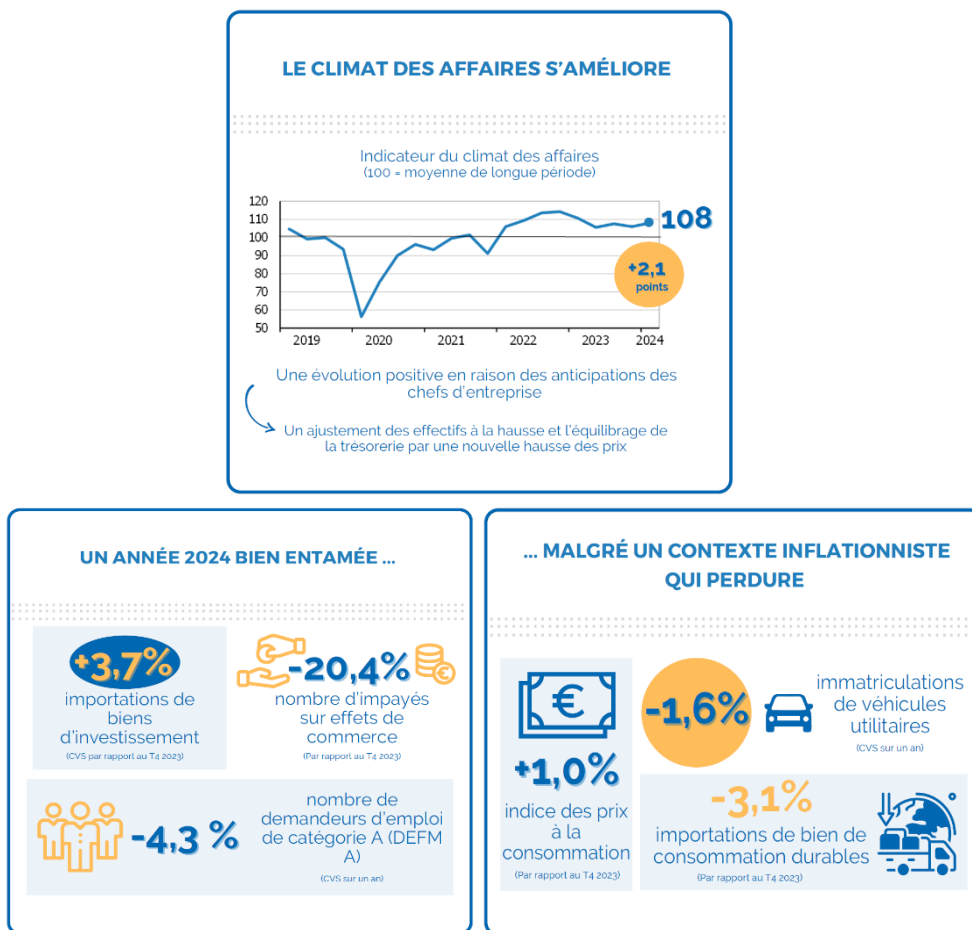 LE CLIMAT DES AFFAIRES S'AMÉLIORE
Indicateur du climat des affaires
(100 = moyenne de longue période)
120
110
100
90
80
70
60
50
2019
2020
2021
2022
2023
2024
108
+2,1
points
Une évolution positive en raison des anticipations des
chefs d'entreprise
Un ajustement des effectifs à la hausse et l'équilibrage de
la trésorerie par une nouvelle hausse des prix
UN ANNÉE 2024 BIEN ENTAMÉE ...
+3,7%
importations de
biens
d'investissement
(CVS par rapport au T4 2023)
-20,4%
€
nombre d'impayés
sur effets de
commerce
(Par rapport au T4 2023)
-4,3 %
nombre de
demandeurs d'emploi
de catégorie A (DEFM
A)
(CVS sur un an)
... MALGRÉ UN CONTEXTE INFLATIONNISTE
QUI PERDURE
€
+1,0%
indice des prix
à la
consommation
(Par rapport au T4 2023)
-1,6%
immatriculations
de véhicules
utilitaires
(CVS sur un an)
-3,1%
importations de bien de
consommation durables
(Par rapport au T4 2023)